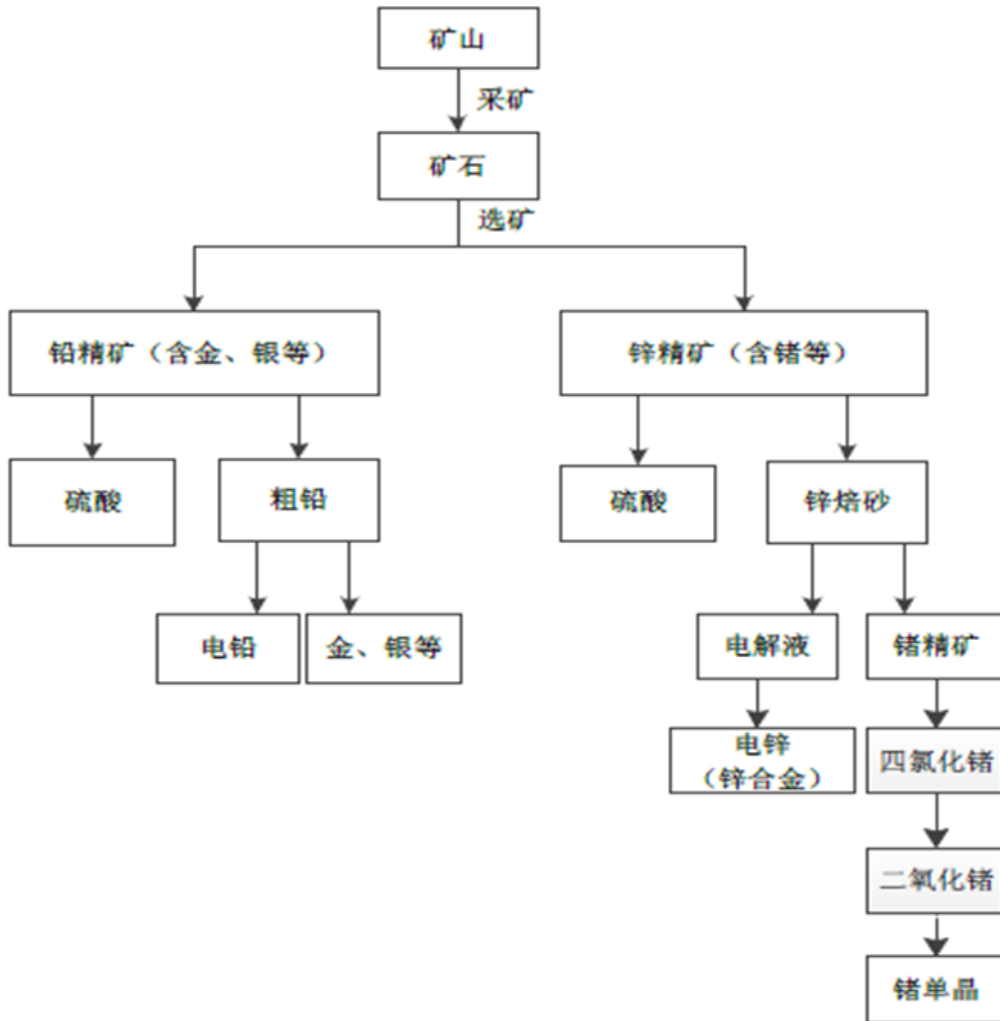 矿山
采矿
矿石
选矿
铅精矿（含金、银等）
锌精矿（含锗等）
硫酸
粗铅
硫酸
锌焙砂
电铅
金、银等
电解液
锗精矿
电锌
（锌合金）
四氯化锗
二氧化锗
锗单晶